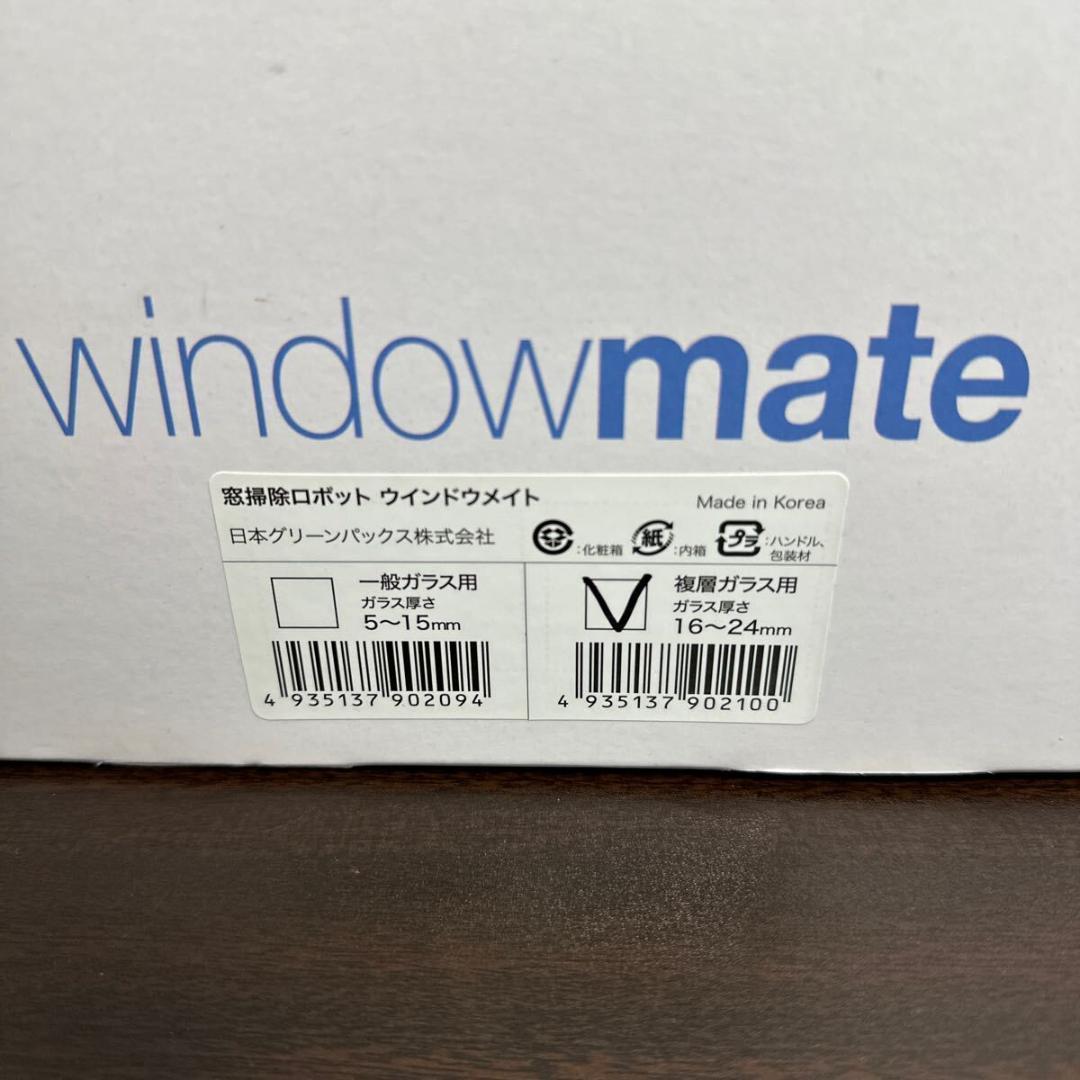 windowmate
窓掃除ロボット ウインドウメイト
Made in Korea
日本グリーンパックス株式会社
:化粧箱
紙
:内箱
プラ
:ハンドル、
包装材
一般ガラス用
ガラス厚さ
5〜15mm
4 935137 902094
複層ガラス用
ガラス厚さ
16〜24mm
4 935137 902100